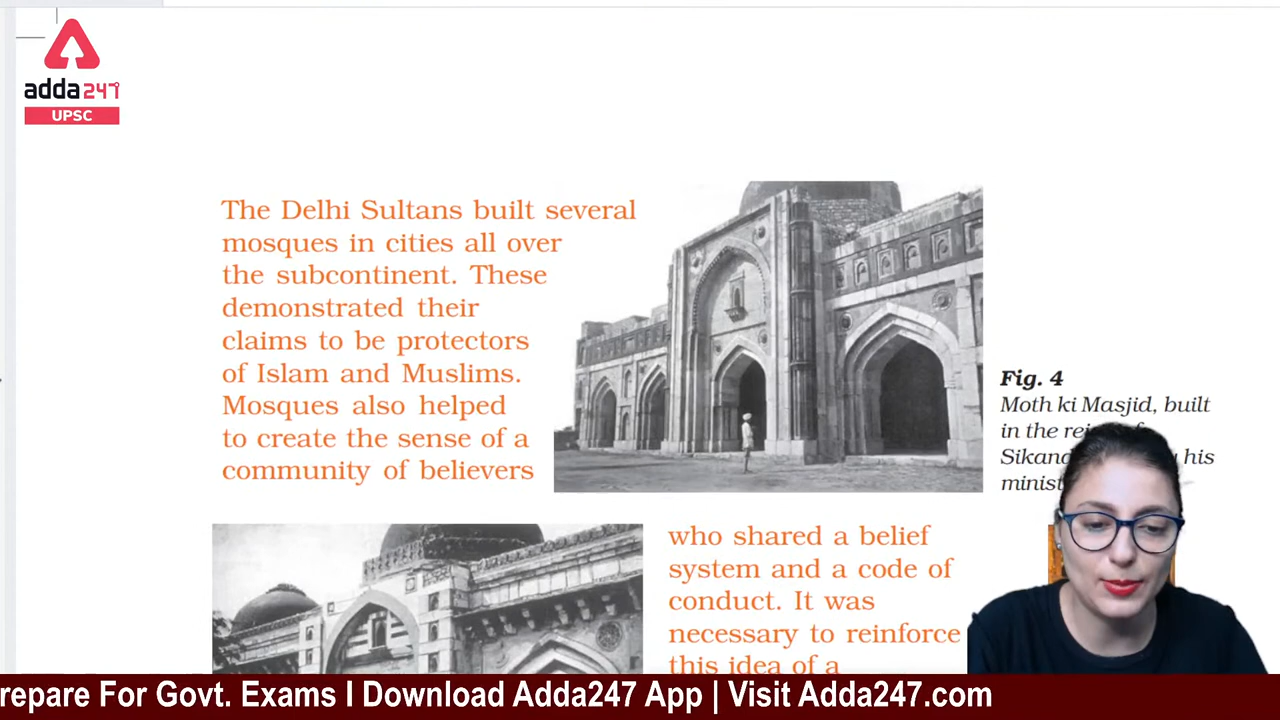 adda247
UPSC
The Delhi Sultans built several
mosques in cities all over
the subcontinent. These
demonstrated their
claims to be protectors
of Islam and Muslims.
Mosques also helped
to create the sense of a
community of believers
Fig. 4
Moth ki Masjid, built
in the
his
who shared a belief
system and a code of
conduct. It was
necessary to reinforce
this idea of a
repare For Govt. Exams I Download Adda247 App | Visit Adda247.com